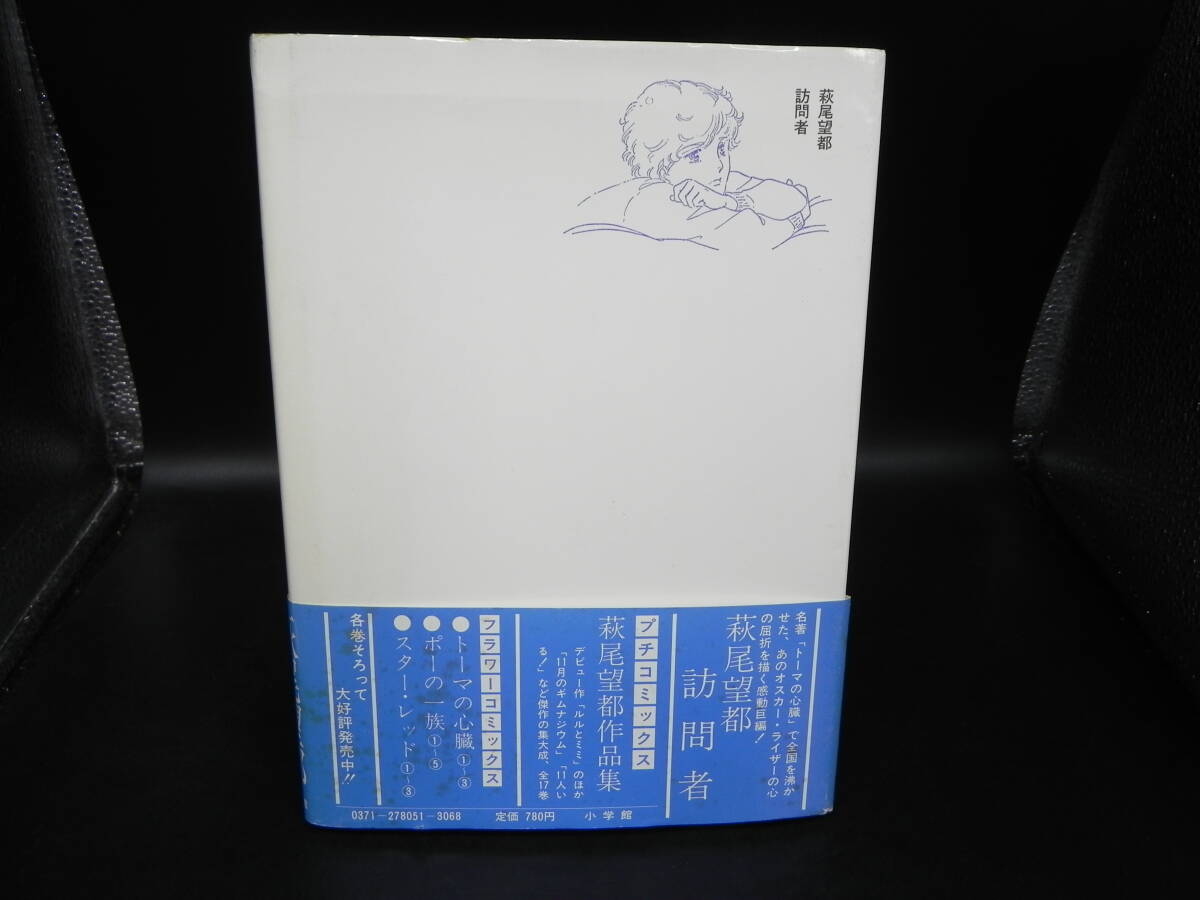 萩尾望都
訪問者
名著「トーマの心臓」で全国を沸か
せた、あのオスカー・ライザーの心
の屈折を描く感動巨編！
萩尾望都
訪問者
プチコミックス
萩尾望都作品集
デビュー作「ルルとミミ」のほか
「11月のギムナジウム」「11人い
る！」など傑作の集大成、全17巻
フラワーコミックス
●トーマの心臓①～③
●ポーの一族①～⑤
●スター・レッド①～③
各巻そろって
大好評発売中!!
0371-278051-3068 定価 780円 小学館